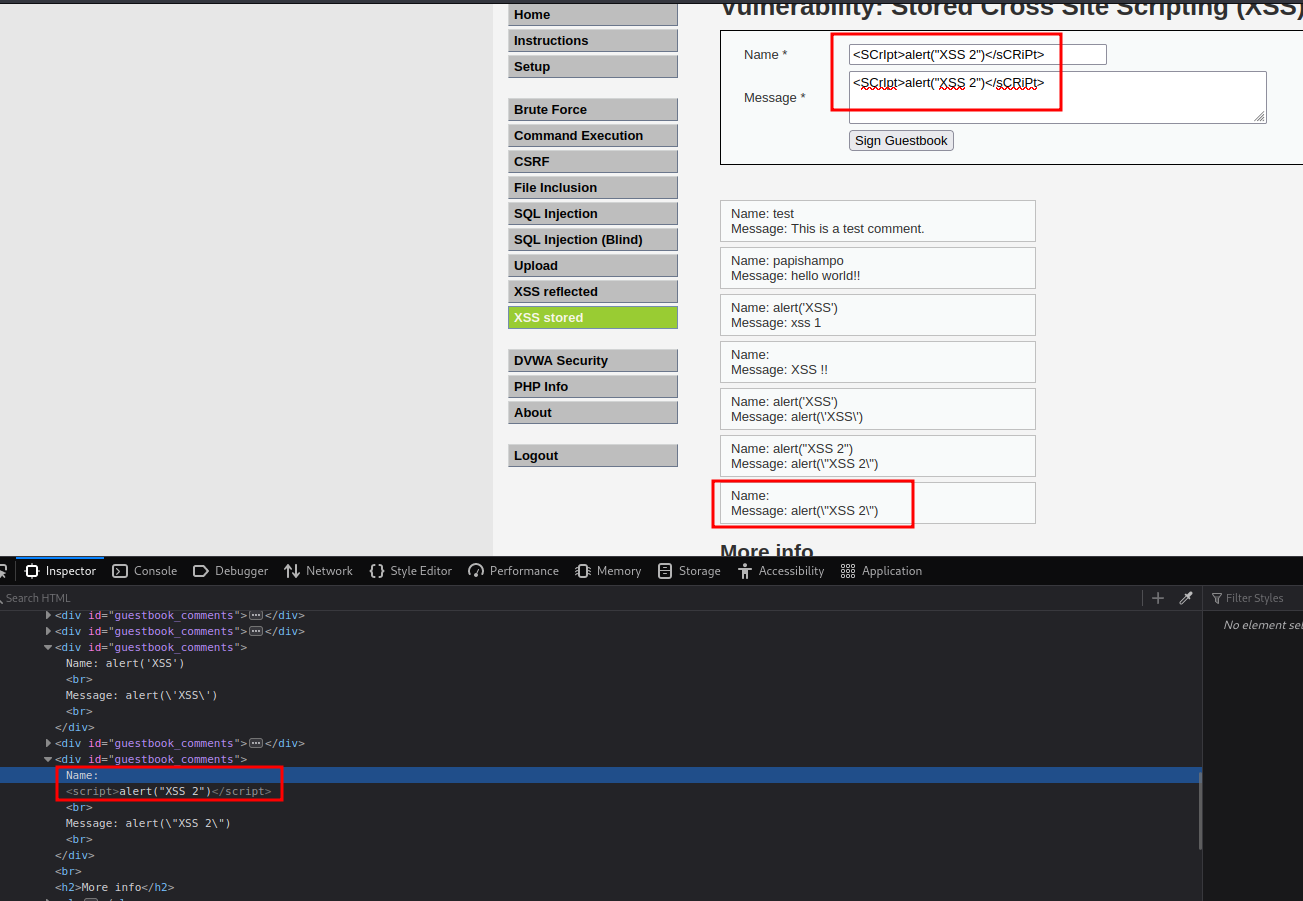 Home
Instructions
Setup
Brute Force
Command Execution
CSRF
File Inclusion
SQL Injection
SQL Injection (Blind)
Upload
XSS reflected
XSS stored
DVWA Security
PHP Info
About
Logout
Vulnerability: Stored Cross Site Scripting (XSS)
Name * <SCrIpt>alert("XSS 2")</sCRiPt>
Message * <SCrIpt>alert("XSS 2")</sCRiPt>
Sign Guestbook
Name: test
Message: This is a test comment.
Name: papishampo
Message: hello world!!
Name: alert('XSS')
Message: xss 1
Name:
Message: XSS !!
Name: alert('XSS')
Message: alert(\'XSS\')
Name: alert("XSS 2")
Message: alert(\"XSS 2\")
Name:
Message: alert(\"XSS 2\")
More info
Inspector Console Debugger Network Style Editor Performance Memory Storage Accessibility Application
Search HTML
Filter Styles
<div id="guestbook_comments"></div>
<div id="guestbook_comments"></div>
<div id="guestbook_comments">
Name: alert('XSS')
<br>
Message: alert(\'XSS\')
<br>
</div>
<div id="guestbook_comments"></div>
<div id="guestbook_comments">
Name:
<script>alert("XSS 2")</script>
<br>
Message: alert(\"XSS 2\")
<br>
</div>
<br>
<h2>More info</h2>
No element se